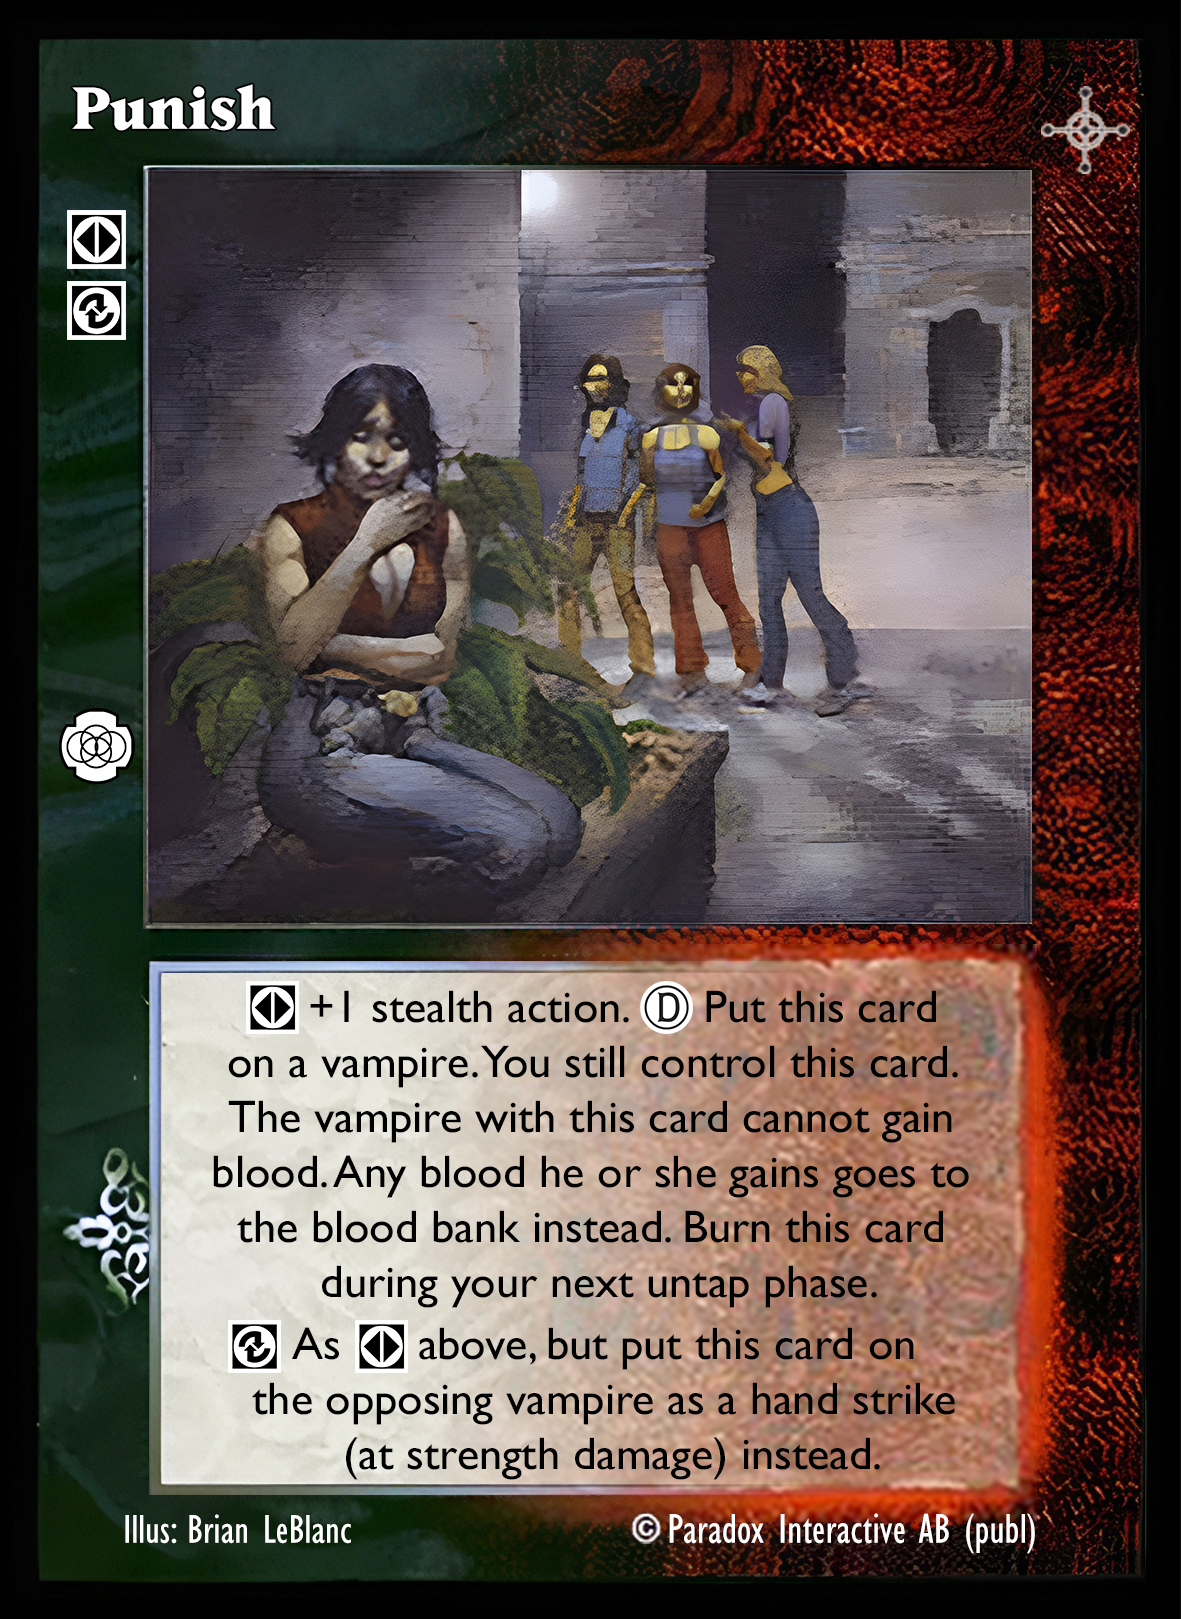 Punish
+1 stealth action. D Put this card
on a vampire. You still control this card.
The vampire with this card cannot gain
blood. Any blood he or she gains goes to
the blood bank instead. Burn this card
during your next untap phase.
As above, but put this card on
the opposing vampire as a hand strike
(at strength damage) instead.
Illus: Brian LeBlanc
© Paradox Interactive AB (publ)